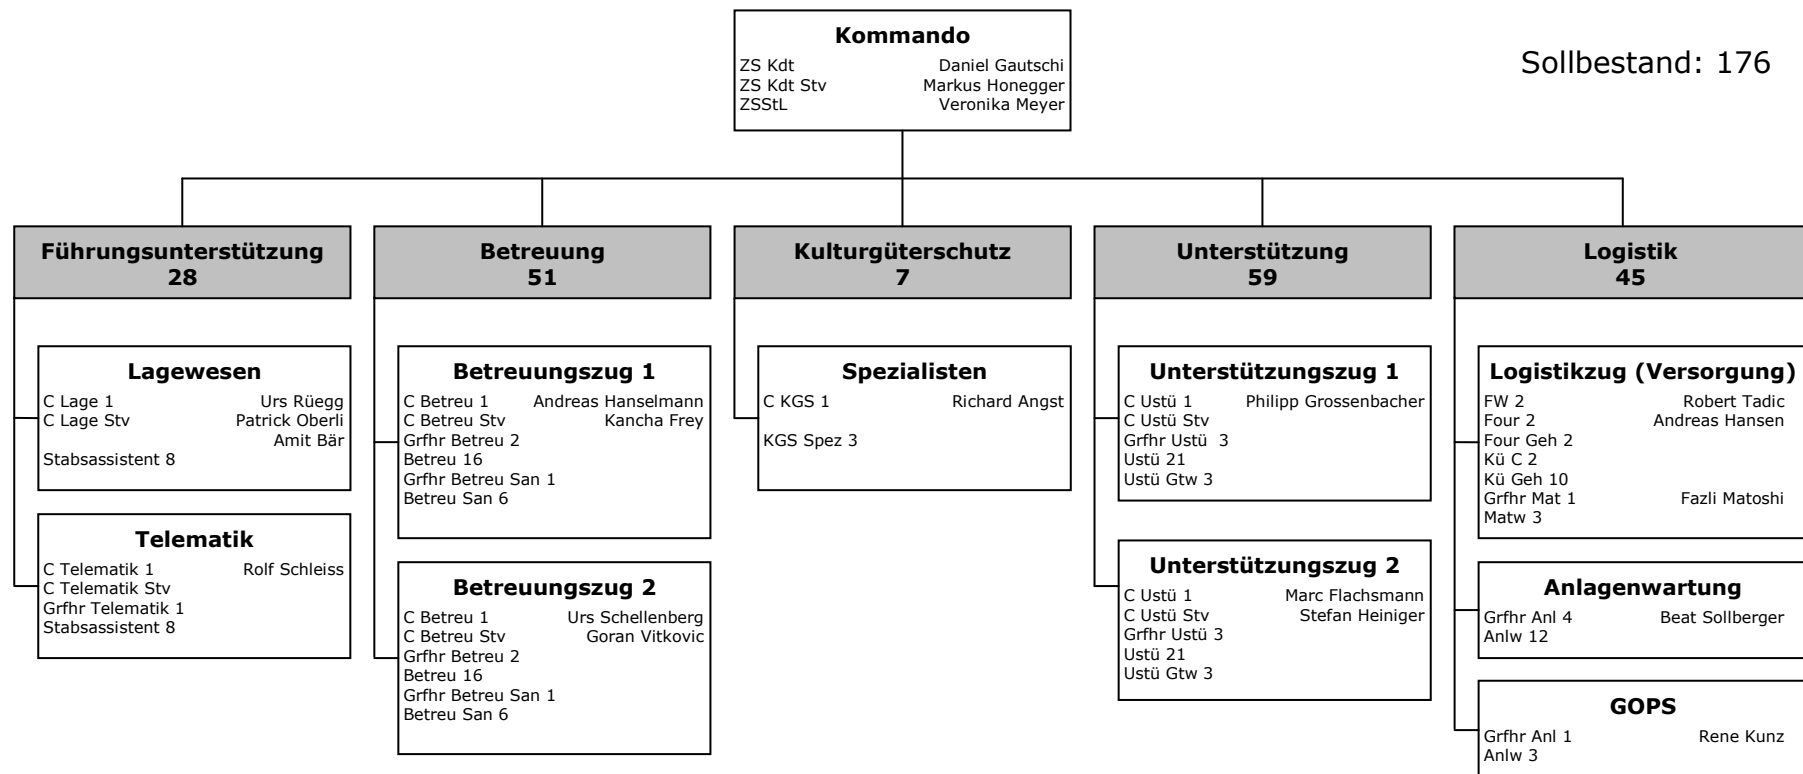 Kommando
ZS Kdt Daniel Gautschi
ZS Kdt Stv Markus Honegger
ZSStL Veronika Meyer
Sollbestand: 176
Führungsunterstützung
28
Lagewesen
C Lage 1 Urs Rüegg
C Lage Stv Patrick Oberli
Amit Bär
Stabsassistent 8
Telematik
C Telematik 1 Rolf Schleiss
C Telematik Stv
Grfhr Telematik 1
Stabsassistent 8
Betreuung
51
Betreuungszug 1
C Betreu 1 Andreas Hanselmann
C Betreu Stv Kancha Frey
Grfhr Betreu 2
Betreu 16
Grfhr Betreu San 1
Betreu San 6
Betreuungszug 2
C Betreu 1 Urs Schellenberg
C Betreu Stv Goran Vitkovic
Grfhr Betreu 2
Betreu 16
Grfhr Betreu San 1
Betreu San 6
Kulturgüterschutz
7
Spezialisten
C KGS 1 Richard Angst
KGS Spez 3
Unterstützung
59
Unterstützungszug 1
C Ustü 1 Philipp Grossenbacher
C Ustü Stv
Grfhr Ustü 3
Ustü 21
Ustü Gtw 3
Unterstützungszug 2
C Ustü 1 Marc Flachsmann
C Ustü Stv Stefan Heiniger
Grfhr Ustü 3
Ustü 21
Ustü Gtw 3
Logistik
45
Logistikzug (Versorgung)
FW 2 Robert Tadic
Four 2 Andreas Hansen
Four Geh 2
Kü C 2
Kü Geh 10
Grfhr Mat 1 Fazli Matoshi
Matw 3
Anlagenwartung
Grfhr Anl 4 Beat Sollberger
Anlw 12
GOPS
Grfhr Anl 1 Rene Kunz
Anlw 3